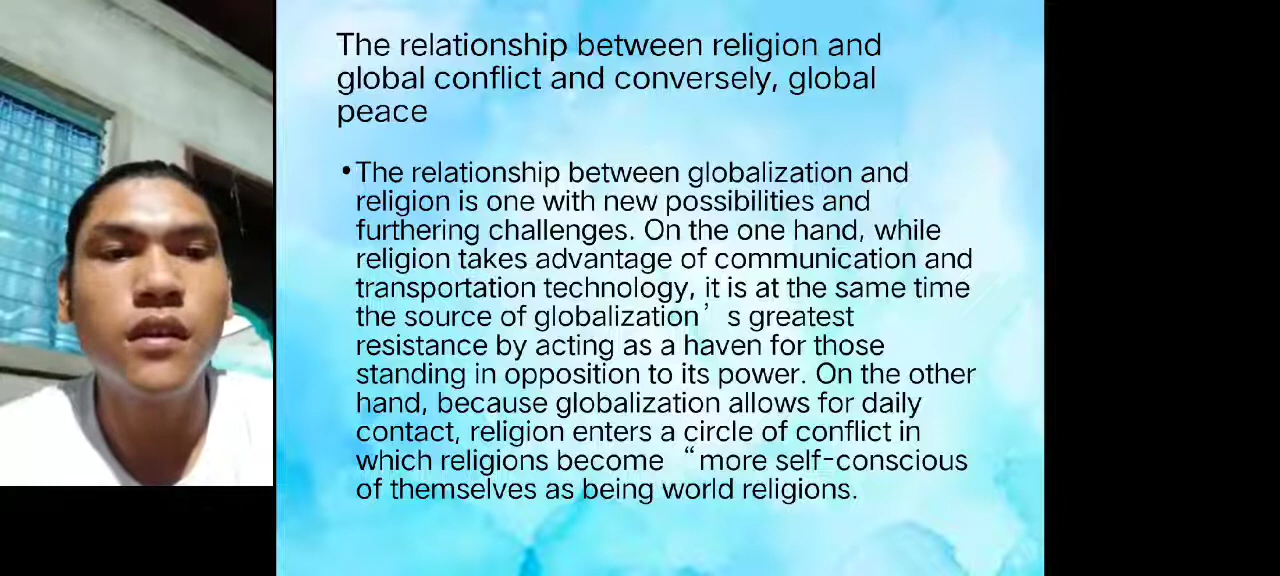 The relationship between religion and
global conflict and conversely, global
peace
•The relationship between globalization and
religion is one with new possibilities and
furthering challenges. On the one hand, while
religion takes advantage of communication and
transportation technology, it is at the same time
the source of globalization’s greatest
resistance by acting as a haven for those
standing in opposition to its power. On the other
hand, because globalization allows for daily
contact, religion enters a circle of conflict in
which religions become “more self-conscious
of themselves as being world religions.